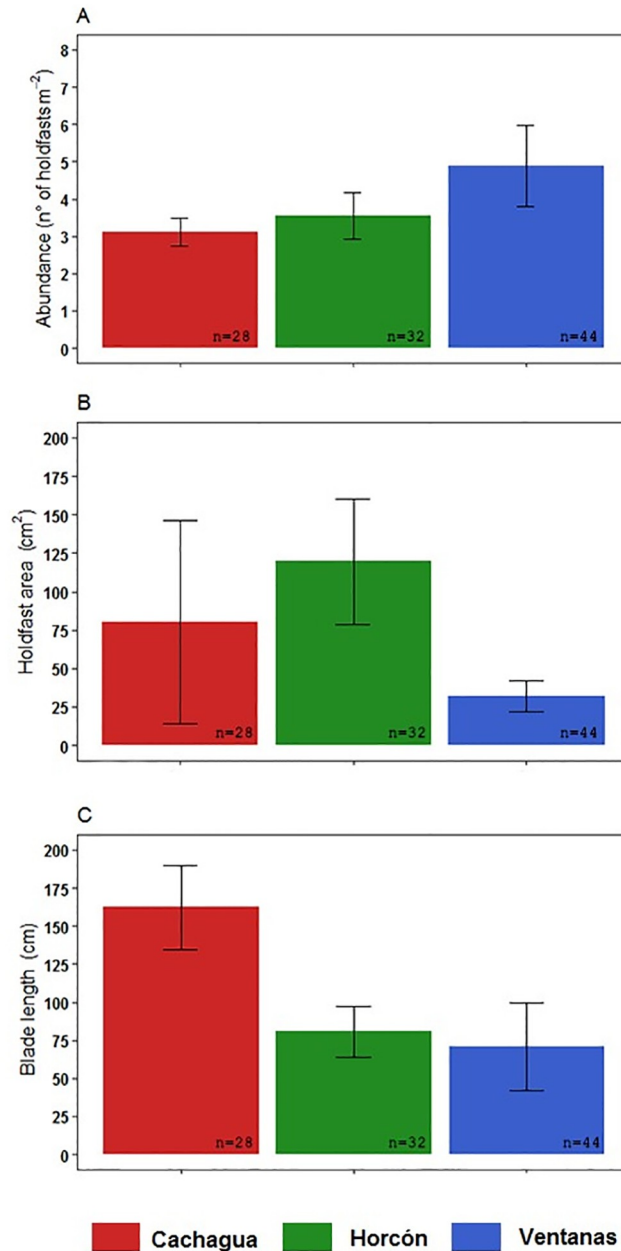 A
Abundance (n° of holdfastsm⁻²)
8
7
6
5
4
3
2
1
0
n=28
n=32
n=44
B
Holdfast area (cm²)
200
175
150
125
100
75
50
25
0
n=28
n=32
n=44
C
Blade length (cm)
200
175
150
125
100
75
50
25
0
n=28
n=32
n=44
Cachagua Horcón Ventanas